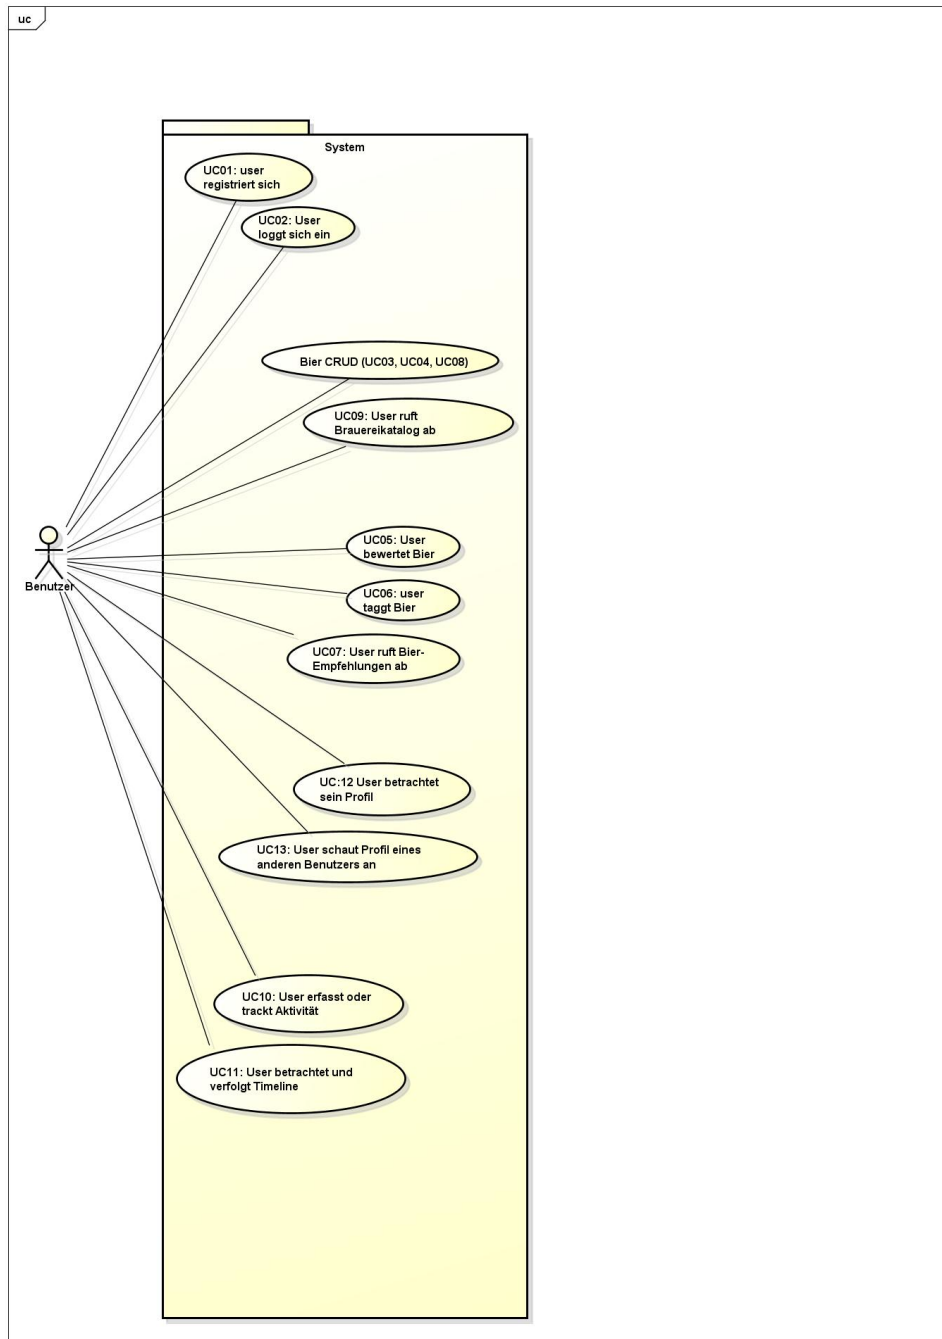 uc
System
UC01: user
registriert sich
UC02: User
loggt sich ein
Bier CRUD (UC03, UC04, UC08)
UC09: User ruft
Brauereikatalog ab
UC05: User
bewertet Bier
Benutzer
UC06: user
taggt Bier
UC07: User ruft Bier-
Empfehlungen ab
UC:12 User betrachtet
sein Profil
UC13: User schaut Profil eines
anderen Benutzers an
UC10: User erfasst oder
trackt Aktivität
UC11: User betrachtet und
verfolgt Timeline